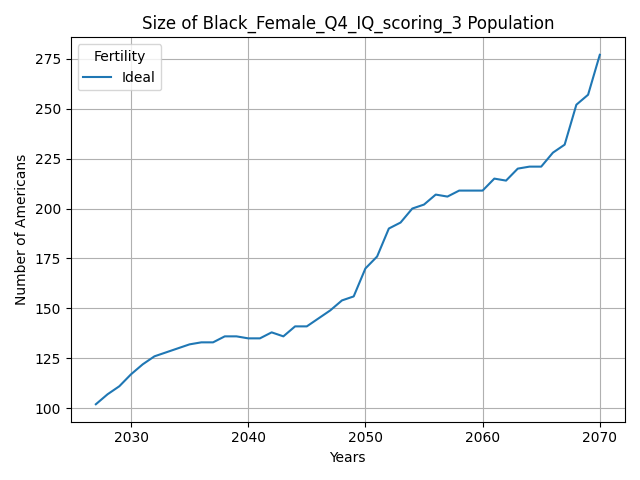 Size of Black_Female_Q4_IQ_scoring_3 Population
Fertility
Ideal
Number of Americans
275
250
225
200
175
150
125
100
2030 2040 2050 2060 2070
Years